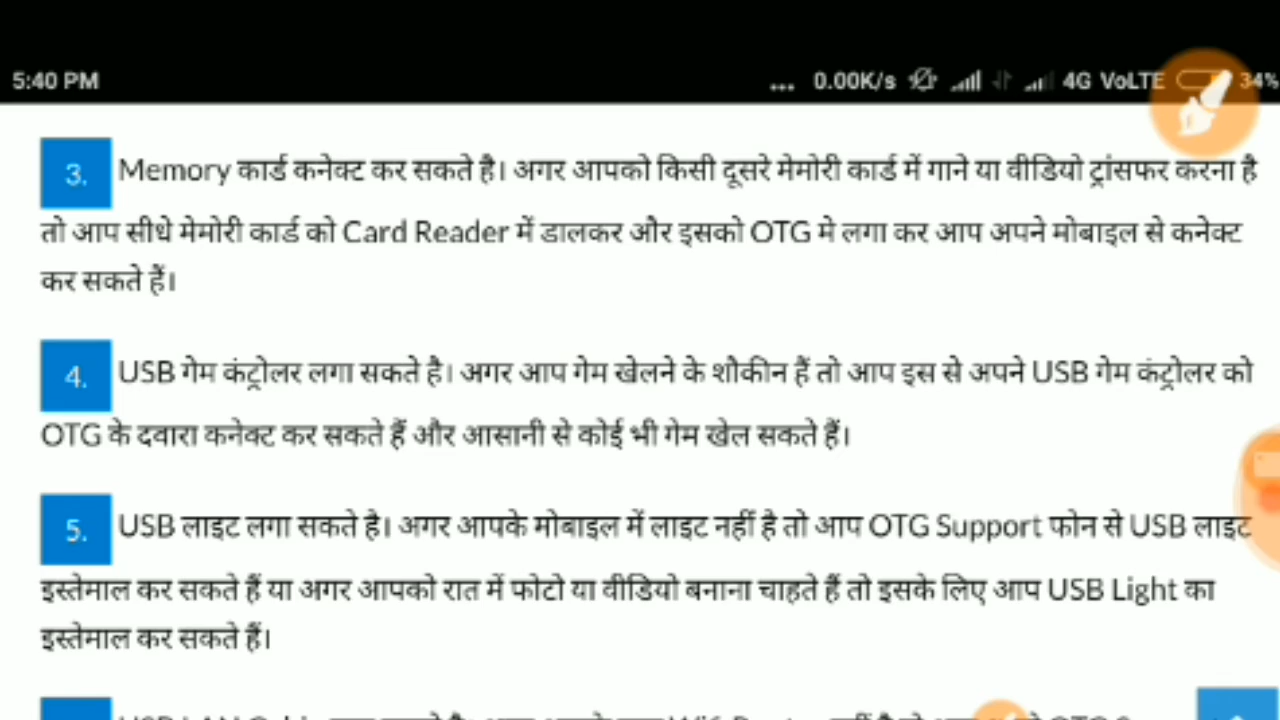 5:40 PM
... 0.00K/s 4G VoLTE 34%
3. Memory कार्ड कनेक्ट कर सकते है। अगर आपको किसी दूसरे मेमोरी कार्ड में गाने या वीडियो ट्रांसफर करना है
तो आप सीधे मेमोरी कार्ड को Card Reader में डालकर और इसको OTG मे लगा कर आप अपने मोबाइल से कनेक्ट
कर सकते हैं।
4. USB गेम कंट्रोलर लगा सकते है। अगर आप गेम खेलने के शौकीन हैं तो आप इस से अपने USB गेम कंट्रोलर को
OTG के दवारा कनेक्ट कर सकते हैं और आसानी से कोई भी गेम खेल सकते हैं।
5. USB लाइट लगा सकते है। अगर आपके मोबाइल में लाइट नहीं है तो आप OTG Support फोन से USB लाइट
इस्तेमाल कर सकते हैं या अगर आपको रात में फोटो या वीडियो बनाना चाहते हैं तो इसके लिए आप USB Light का
इस्तेमाल कर सकते हैं।